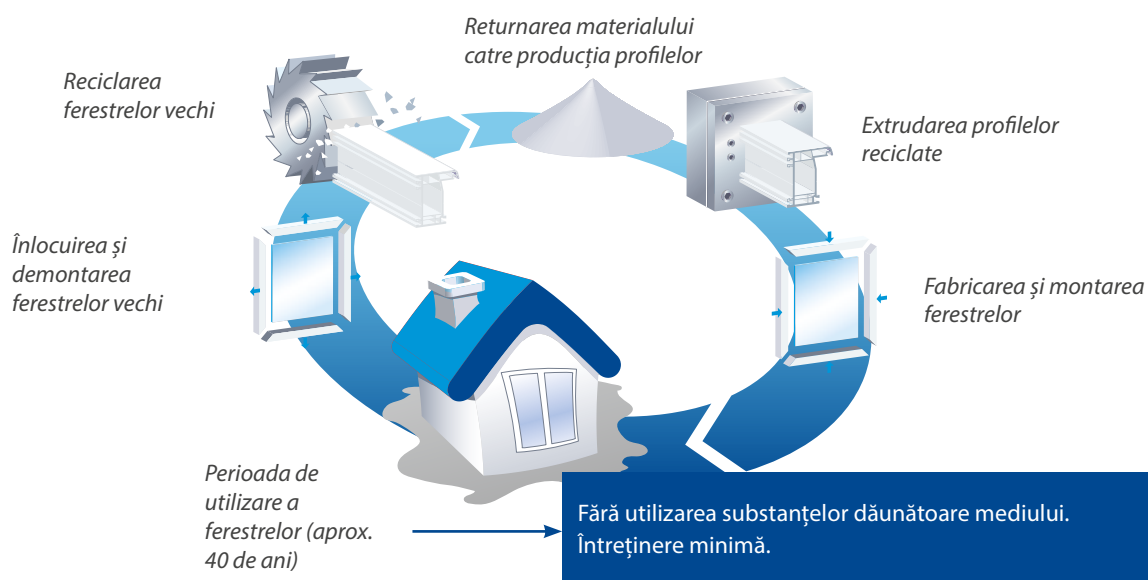 Returnarea materialului
catre producția profilelor
Reciclarea
ferestrelor vechi
Extrudarea profilelor
reciclate
Înlocuirea și
demontarea
ferestrelor vechi
Fabricarea și montarea
ferestrelor
Perioada de
utilizare a
ferestrelor (aprox.
40 de ani)
Fără utilizarea substanțelor dăunătoare mediului.
Întreținere minimă.